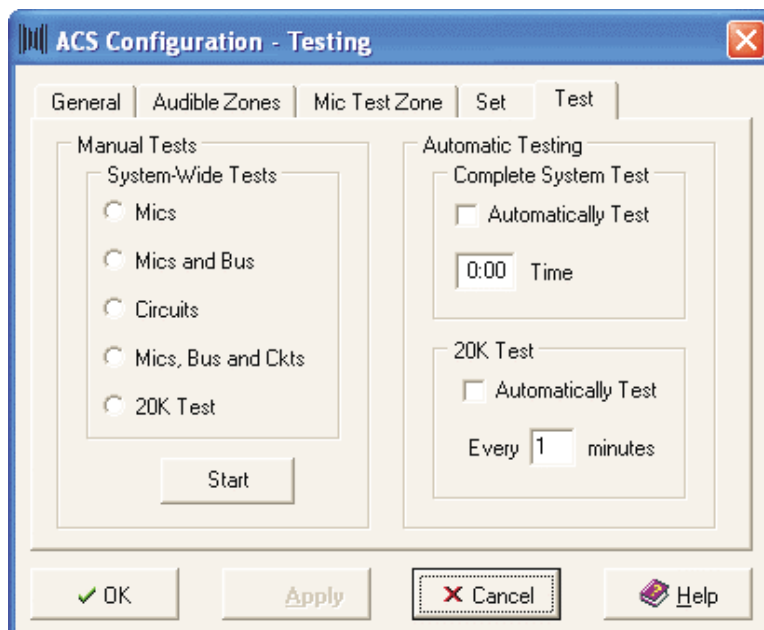 ACS Configuration - Testing
General
Audible Zones
Mic Test Zone
Set
Test
Manual Tests
System-Wide Tests
Mics
Mics and Bus
Circuits
Mics, Bus and Ckts
20K Test
Start
Automatic Testing
Complete System Test
Automatically Test
0:00 Time
20K Test
Automatically Test
Every 1 minutes
OK
Apply
Cancel
Help